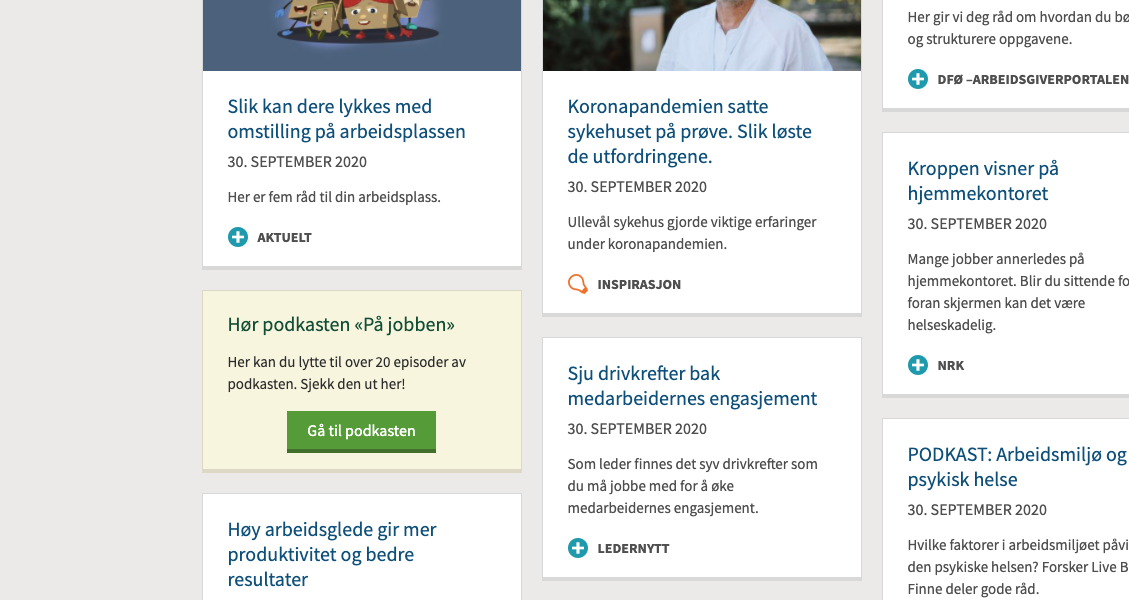 Slik kan dere lykkes med
omstilling på arbeidsplassen
30. SEPTEMBER 2020
Her er fem råd til din arbeidsplass.
AKTUELT
Hør podkasten «På jobben»
Her kan du lytte til over 20 episoder av
podkasten. Sjekk den ut her!
Gå til podkasten
Høy arbeidsglede gir mer
produktivitet og bedre
resultater
Koronapandemien satte
sykehuset på prøve. Slik løste
de utfordringene.
30. SEPTEMBER 2020
Ullevål sykehus gjorde viktige erfaringer
under koronapandemien.
INSPIRASJON
Sju drivkrefter bak
medarbeidernes engasjement
30. SEPTEMBER 2020
Som leder finnes det syv drivkrefter som
du må jobbe med for å øke
medarbeidernes engasjement.
LEDERNYTT
Her gir vi deg råd om hvordan du
og strukturere oppgavene.
DFØ –ARBEIDSGIVERPORTALEN
Kroppen visner på
hjemmekontoret
30. SEPTEMBER 2020
Mange jobber annerledes på
hjemmekontoret. Blir du sittende
foran skjermen kan det være
helseskadelig.
NRK
PODKAST: Arbeidsmiljø og
psykisk helse
30. SEPTEMBER 2020
Hvilke faktorer i arbeidsmiljøet
den psykiske helsen? Forsker Live
Finne deler gode råd.